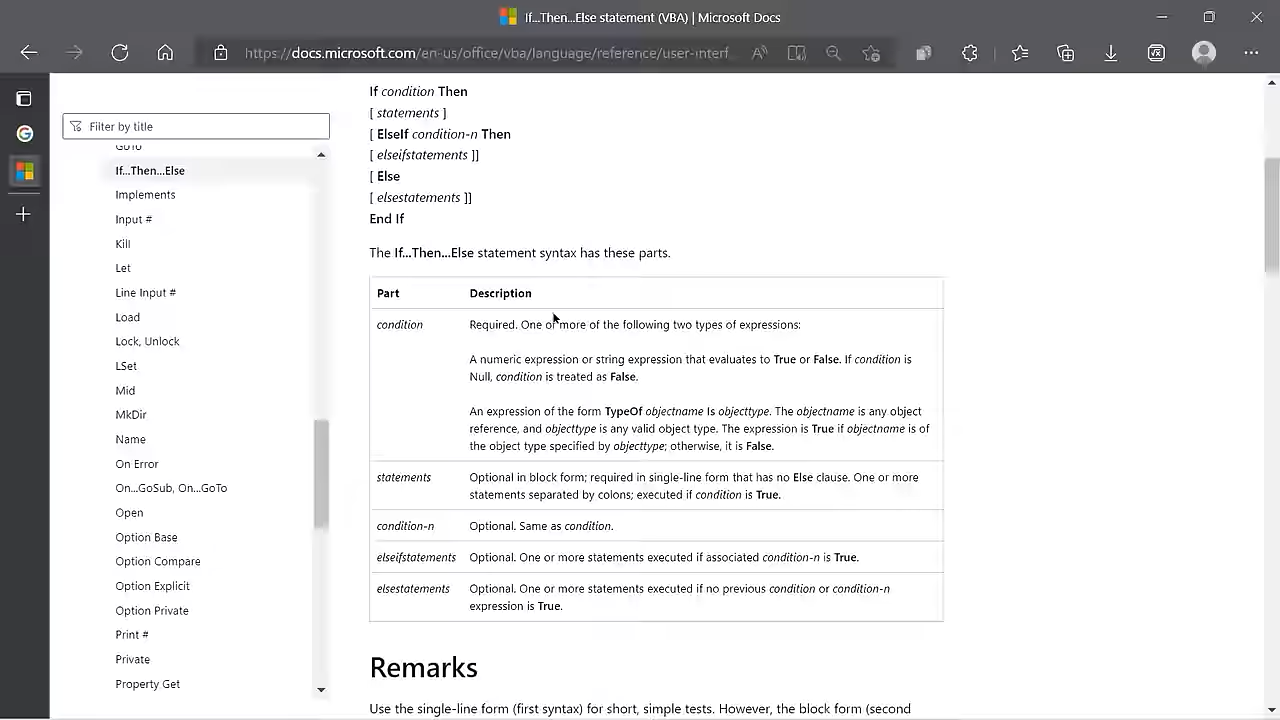 If...Then...Else statement (VBA) | Microsoft Docs
https://docs.microsoft.com/en-us/office/vba/language/reference/user-interf
Filter by title
GoTo
If...Then...Else
Implements
Input #
Kill
Let
Line Input #
Load
Lock, Unlock
LSet
Mid
MkDir
Name
On Error
On...GoSub, On...GoTo
Open
Option Base
Option Compare
Option Explicit
Option Private
Print #
Private
Property Get
If condition Then
[ statements ]
[ ElseIf condition-n Then
[ elseifstatements ]]
[ Else
[ elsestatements ]]
End If
The If...Then...Else statement syntax has these parts.
Part Description
condition Required. One or more of the following two types of expressions:
A numeric expression or string expression that evaluates to True or False. If condition is
Null, condition is treated as False.
An expression of the form TypeOf objectname Is objecttype. The objectname is any object
reference, and objecttype is any valid object type. The expression is True if objectname is of
the object type specified by objecttype; otherwise, it is False.
statements Optional in block form; required in single-line form that has no Else clause. One or more
statements separated by colons; executed if condition is True.
condition-n Optional. Same as condition.
elseifstatements Optional. One or more statements executed if associated condition-n is True.
elsestatements Optional. One or more statements executed if no previous condition or condition-n
expression is True.
Remarks
Use the single-line form (first syntax) for short, simple tests. However, the block form (second